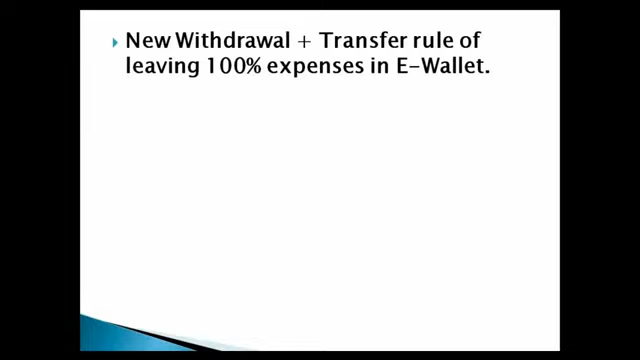 New Withdrawal + Transfer rule of
leaving 100% expenses in E-Wallet.